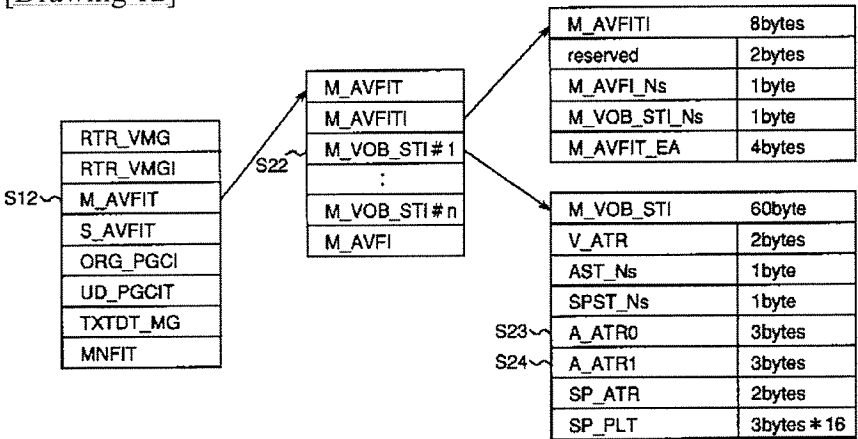 [Drawing 12]
RTR_VMG
RTR_VMGI
S12 M_AVFIT
S_AVFIT
ORG_PGCI
UD_PGCIT
TXTDT_MG
MNFIT
M_AVFIT
M_AVFITI
S22 M_VOB_STI#1
:
M_VOB_STI#n
M_AVFI
M_AVFITI 8bytes
reserved 2bytes
M_AVFI_Ns 1byte
M_VOB_STI_Ns 1byte
M_AVFIT_EA 4bytes
M_VOB_STI 60byte
V_ATR 2bytes
AST_Ns 1byte
SPST_Ns 1byte
S23 A_ATR0 3bytes
S24 A_ATR1 3bytes
SP_ATR 2bytes
SP_PLT 3bytes*16